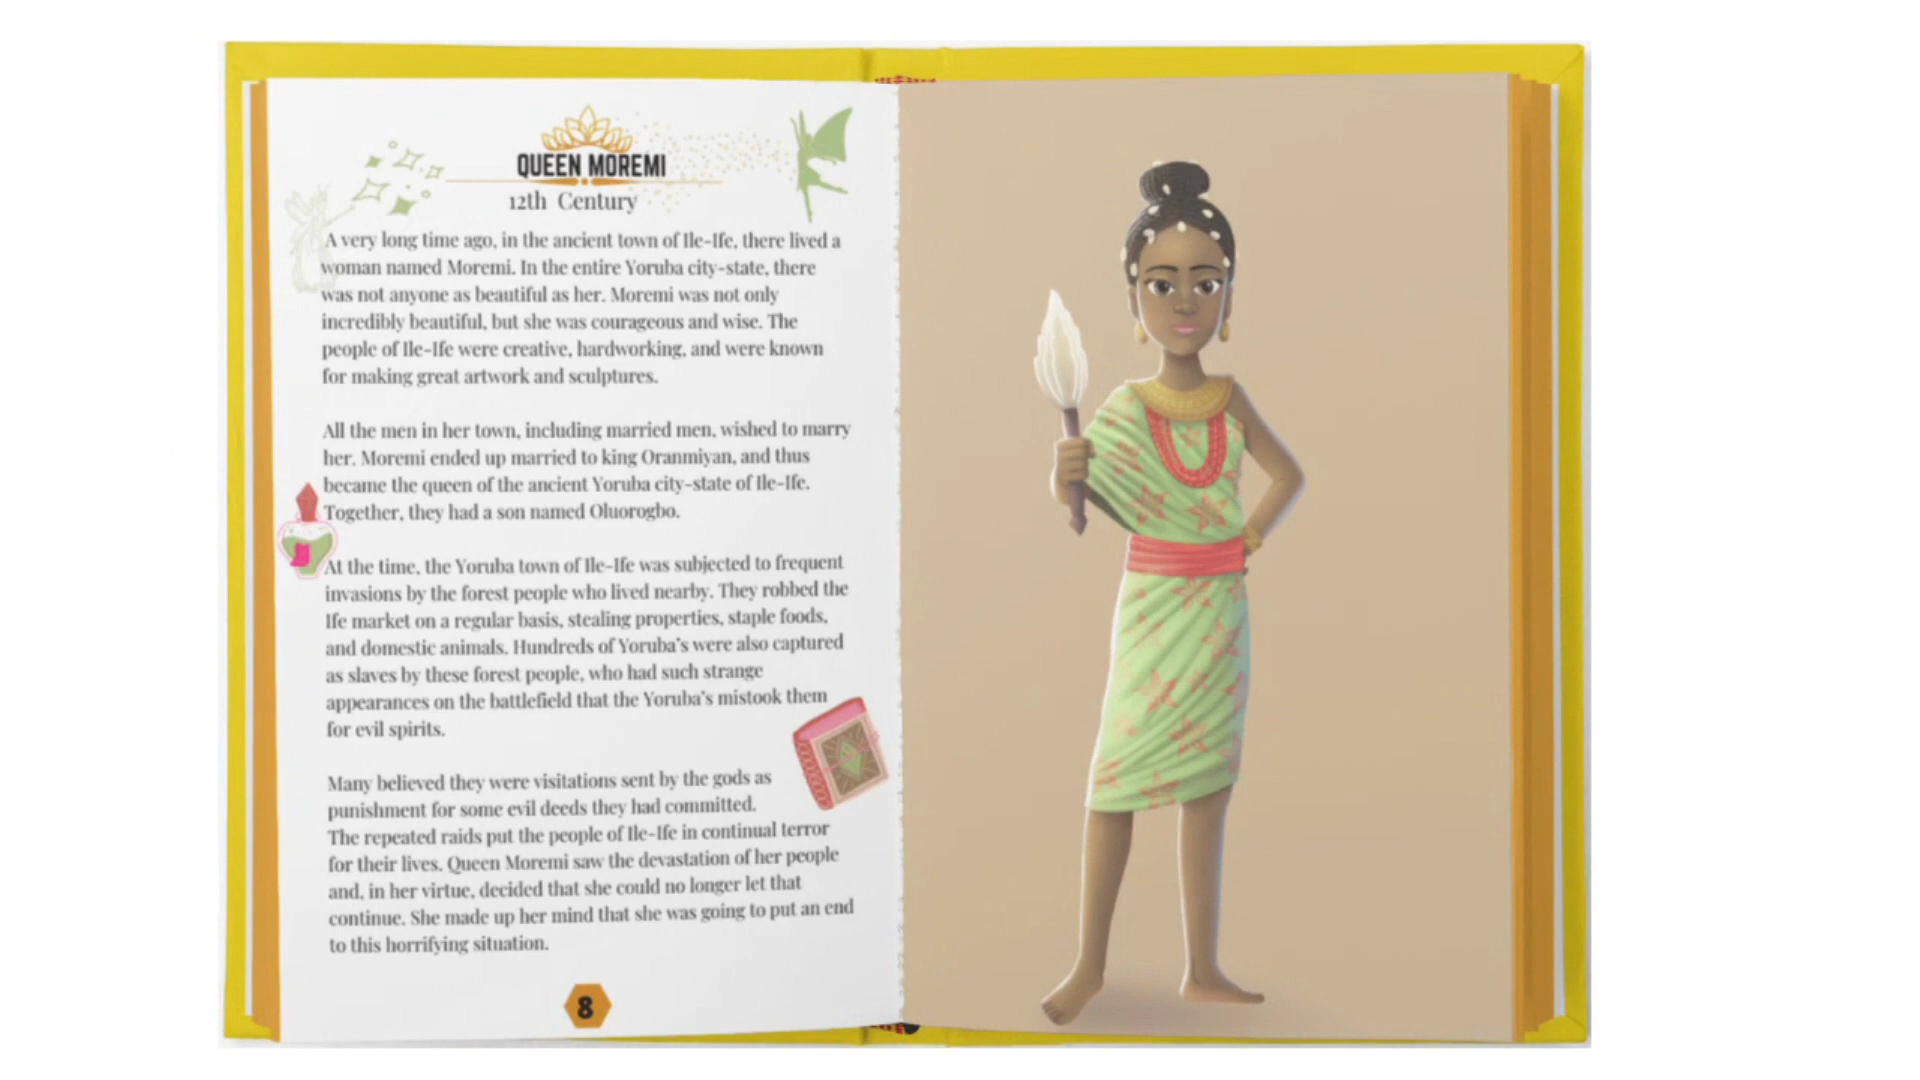 QUEEN MOREMI
12th Century
A very long time ago, in the ancient town of Ile-Ife, there lived a
woman named Moremi. In the entire Yoruba city-state, there
was not anyone as beautiful as her. Moremi was not only
incredibly beautiful, but she was courageous and wise. The
people of Ile-Ife were creative, hardworking, and were known
for making great artwork and sculptures.
All the men in her town, including married men, wished to marry
her. Moremi ended up married to king Oranmiyan, and thus
became the queen of the ancient Yoruba city-state of Ile-Ife.
Together, they had a son named Oluorogbo.
At the time, the Yoruba town of Ile-Ife was subjected to frequent
invasions by the forest people who lived nearby. They robbed the
Ife market on a regular basis, stealing properties, staple foods,
and domestic animals. Hundreds of Yoruba's were also captured
as slaves by these forest people, who had such strange
appearances on the battlefield that the Yoruba's mistook them
for evil spirits.
Many believed they were visitations sent by the gods as
punishment for some evil deeds they had committed.
The repeated raids put the people of Ile-Ife in continual terror
for their lives. Queen Moremi saw the devastation of her people
and, in her virtue, decided that she could no longer let that
continue. She made up her mind that she was going to put an end
to this horrifying situation.
8